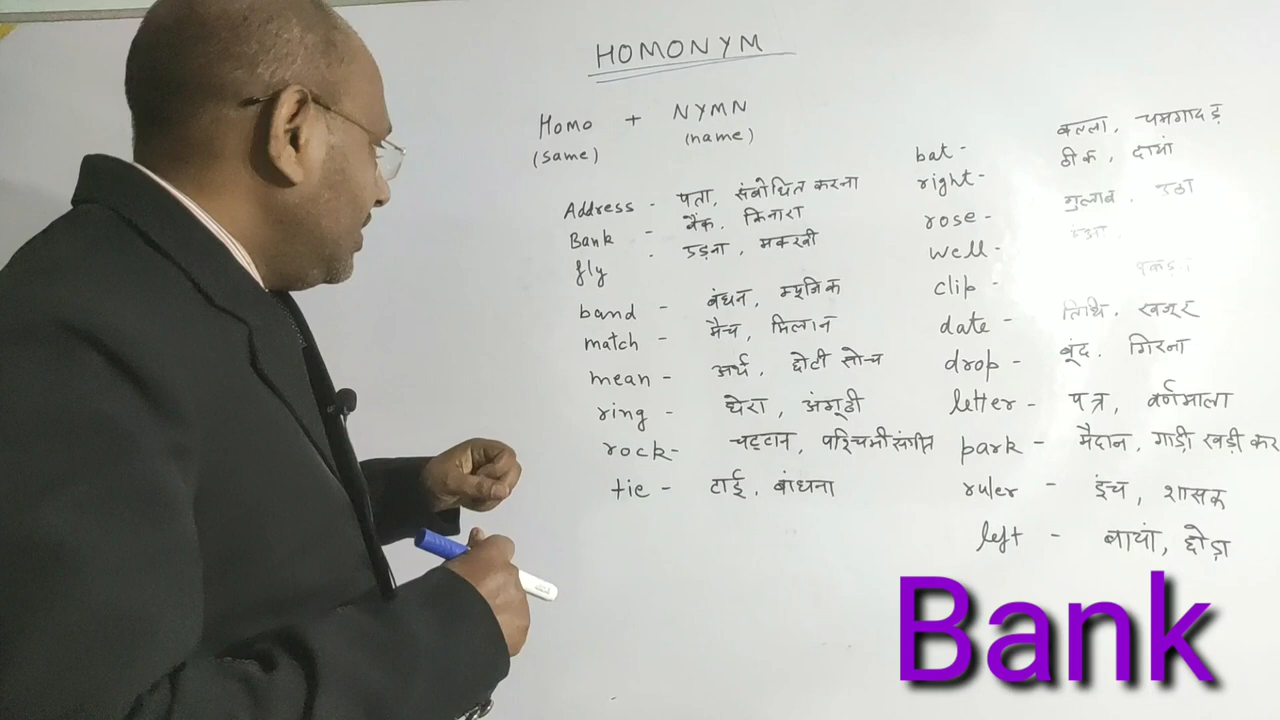 HOMONYM
Homo + NYMN
(same) (name)
Address - पता, संबोधित करना
Bank - बैंक, किनारा
fly - उड़ना, मक्खी
band - बंधन, म्यूजिक
match - मैच, मिलान
mean - अर्थ, छोटी सोच
ring - घेरा, अंगूठी
rock - चट्टान, पश्चिमी संगीत
tie - टाई, बांधना
bat - बल्ला, चमगादड़
right - ठीक, दायां
rose - गुलाब, उठा
well -
clip -
date - तिथि, खजूर
drop - बूंद, गिरना
letter - पत्र, वर्णमाला
park - मैदान, गाड़ी खड़ी कर
ruler - इंच, शासक
left - बायां, छोड़ा
Bank